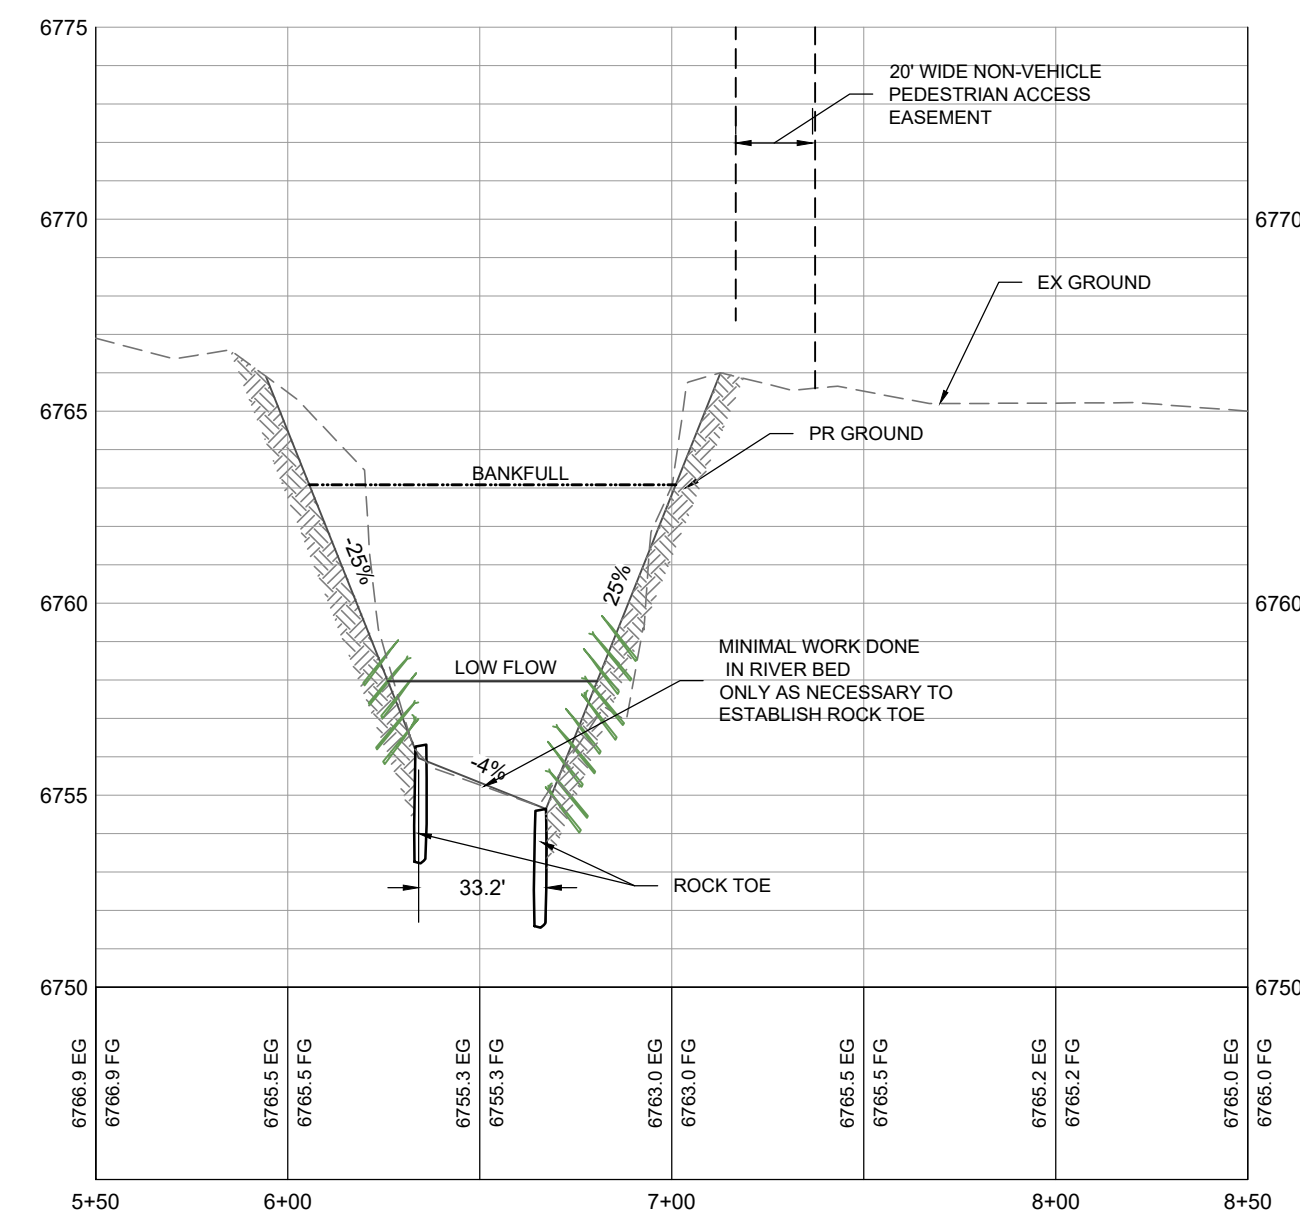 6775
20' WIDE NON-VEHICLE
PEDESTRIAN ACCESS
EASEMENT
6770
6770
EX GROUND
6765
PR GROUND
BANKFULL
-25%
25%
6760
6760
MINIMAL WORK DONE
IN RIVER BED
ONLY AS NECESSARY TO
ESTABLISH ROCK TOE
LOW FLOW
-4%
6755
33.2'
ROCK TOE
6750
6750
6766.9 EG
6766.9 FG
6765.5 EG
6765.5 FG
6755.3 EG
6755.3 FG
6763.0 EG
6763.0 FG
6765.5 EG
6765.5 FG
6765.2 EG
6765.2 FG
6765.0 EG
6765.0 FG
5+50
6+00
7+00
8+00
8+50